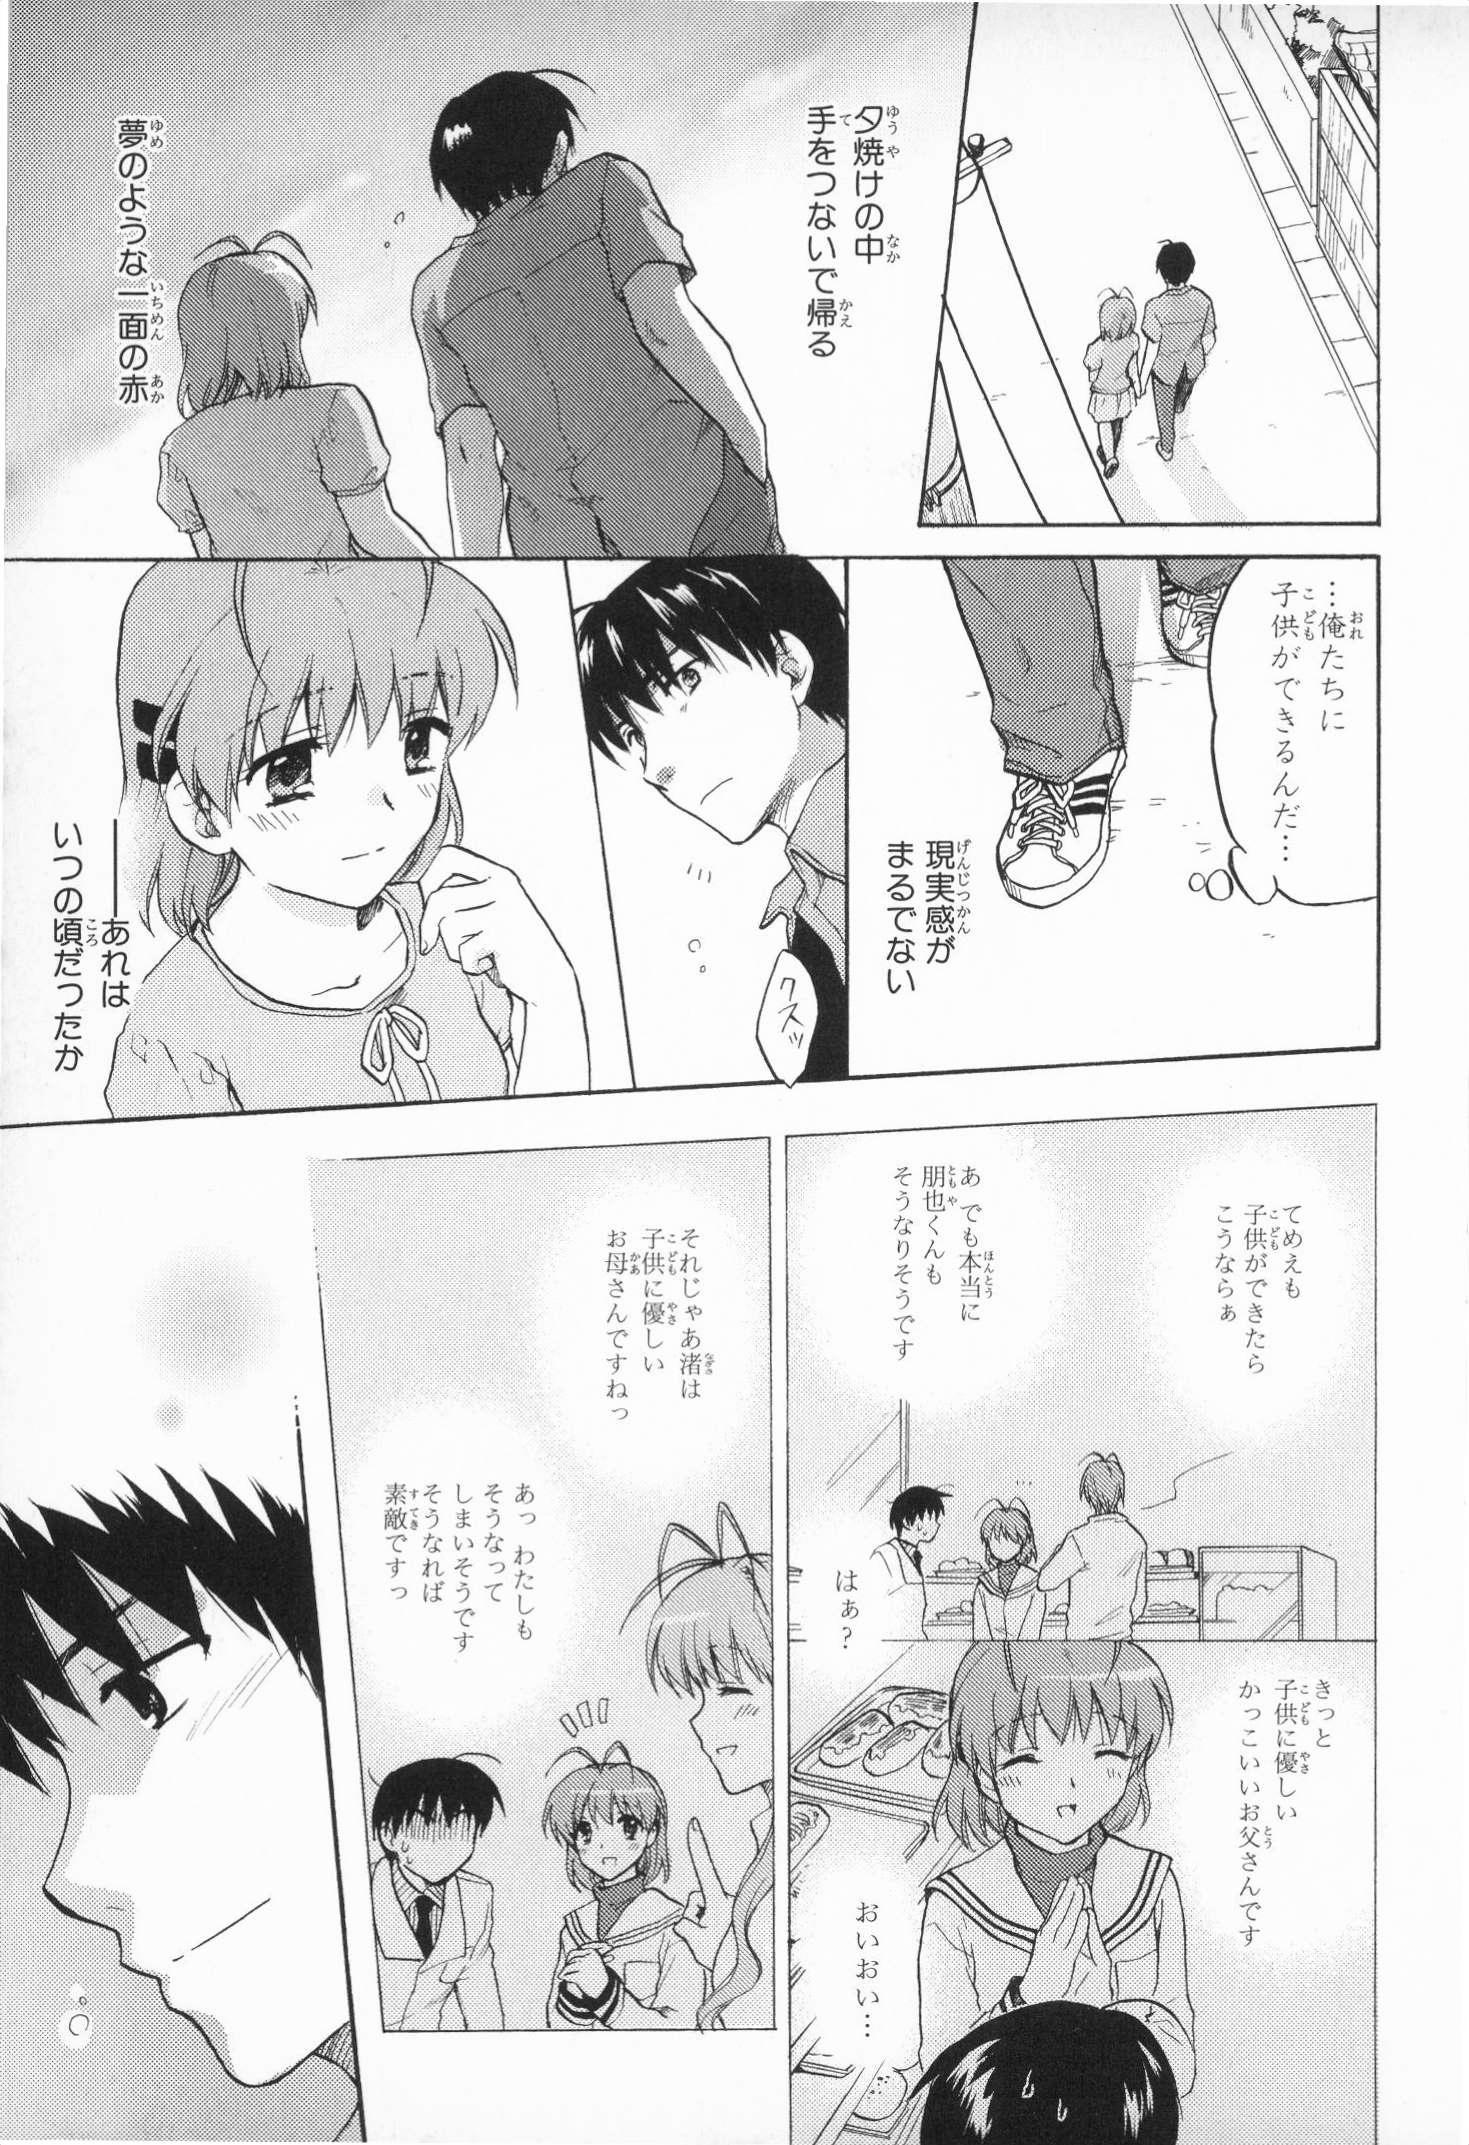 夕焼けの中
手をつないで帰る
夢のような一面の赤
…俺たちに
子供ができるんだ…
現実感が
まるでない
クスッ
――あれは
いつの頃だったか
てめえも
子供ができたら
こうならぁ
あ でも本当に
朋也くんも
そうなりそうです
はぁ?
きっと
子供に優しい
かっこいいお父さんです
おいおい…
それじゃあ渚は
子供に優しい
お母さんですねっ
あっ わたしも
そうなって
しまいそうです
そうなれば
素敵ですっ